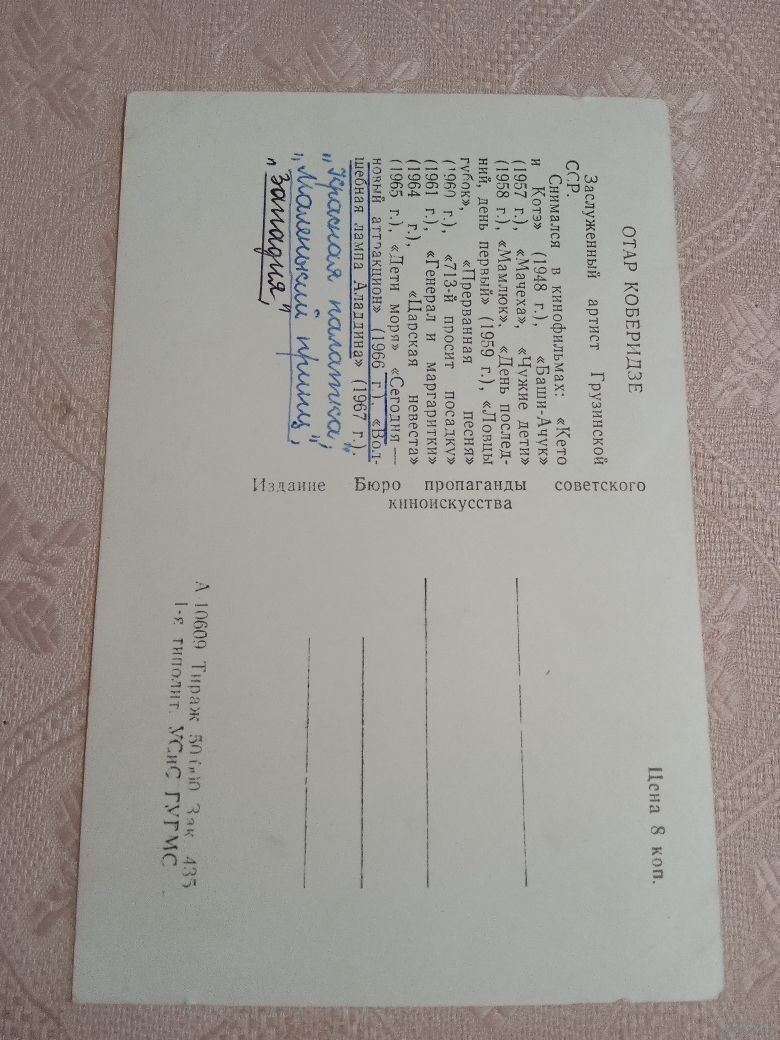 ОТАР КОБЕРИДЗЕ
Заслуженный артист Грузинской
ССР.
Снимался в кинофильмах: «Кето
и Котэ» (1948 г.), «Баши-Ачук»
(1957 г.), «Мачеха», «Чужие дети»
(1958 г.), «Мамлюк», «День послед-
ний, день первый» (1959 г.), «Ловцы
губок», «Прерванная песня»
(1960 г.), «713-й просит посадку»
(1961 г.), «Генерал и маргаритки»
(1964 г.), «Царская невеста»
(1965 г.), «Дети моря» «Сегодня —
новый аттракцион» (1966 г.), «Вол-
шебная лампа Аладдина» (1967 г.).
„Красная палатка",
„Маленький принц",
„Западня"
Издание Бюро пропаганды советского
киноискусства
Цена 8 коп.
А 10609 Тираж Зак 435
1-я типолит. УСиС ГУГМС